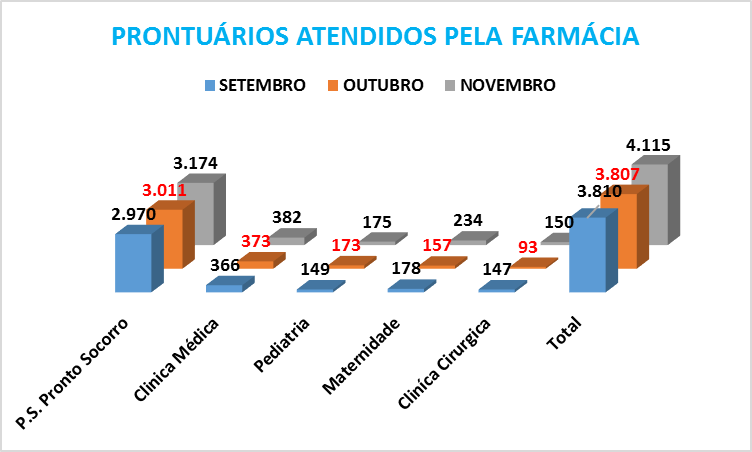 PRONTUÁRIOS ATENDIDOS PELA FARMÁCIA
SETEMBRO OUTUBRO NOVEMBRO
4.115
3.174 3.807
3.011 3.810
2.970 382 175 234 150
373 173 157 93
366 149 178 147
P.S. Pronto Socorro
Clinica Médica
Pediatria
Maternidade
Cliníca Cirurgica
Total